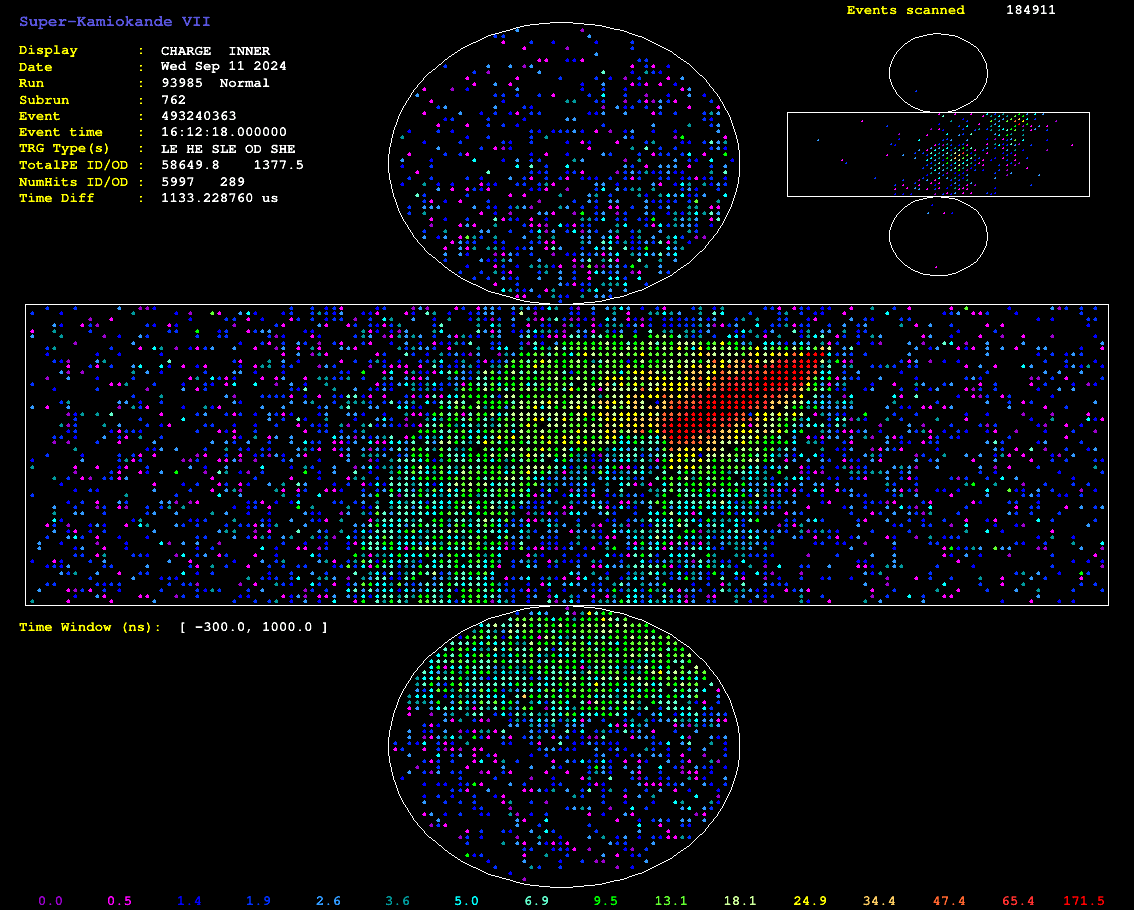 Super-Kamiokande VII
Events scanned 184911
Display : CHARGE INNER
Date : Wed Sep 11 2024
Run : 93985 Normal
Subrun : 762
Event : 493240363
Event time : 16:12:18.000000
TRG Type(s) : LE HE SLE OD SHE
TotalPE ID/OD : 58649.8 1377.5
NumHits ID/OD : 5997 289
Time Diff : 1133.228760 us
Time Window (ns): [ -300.0, 1000.0 ]
0.0 0.5 1.4 1.9 2.6 3.6 5.0 6.9 9.5 13.1 18.1 24.9 34.4 47.4 65.4 171.5